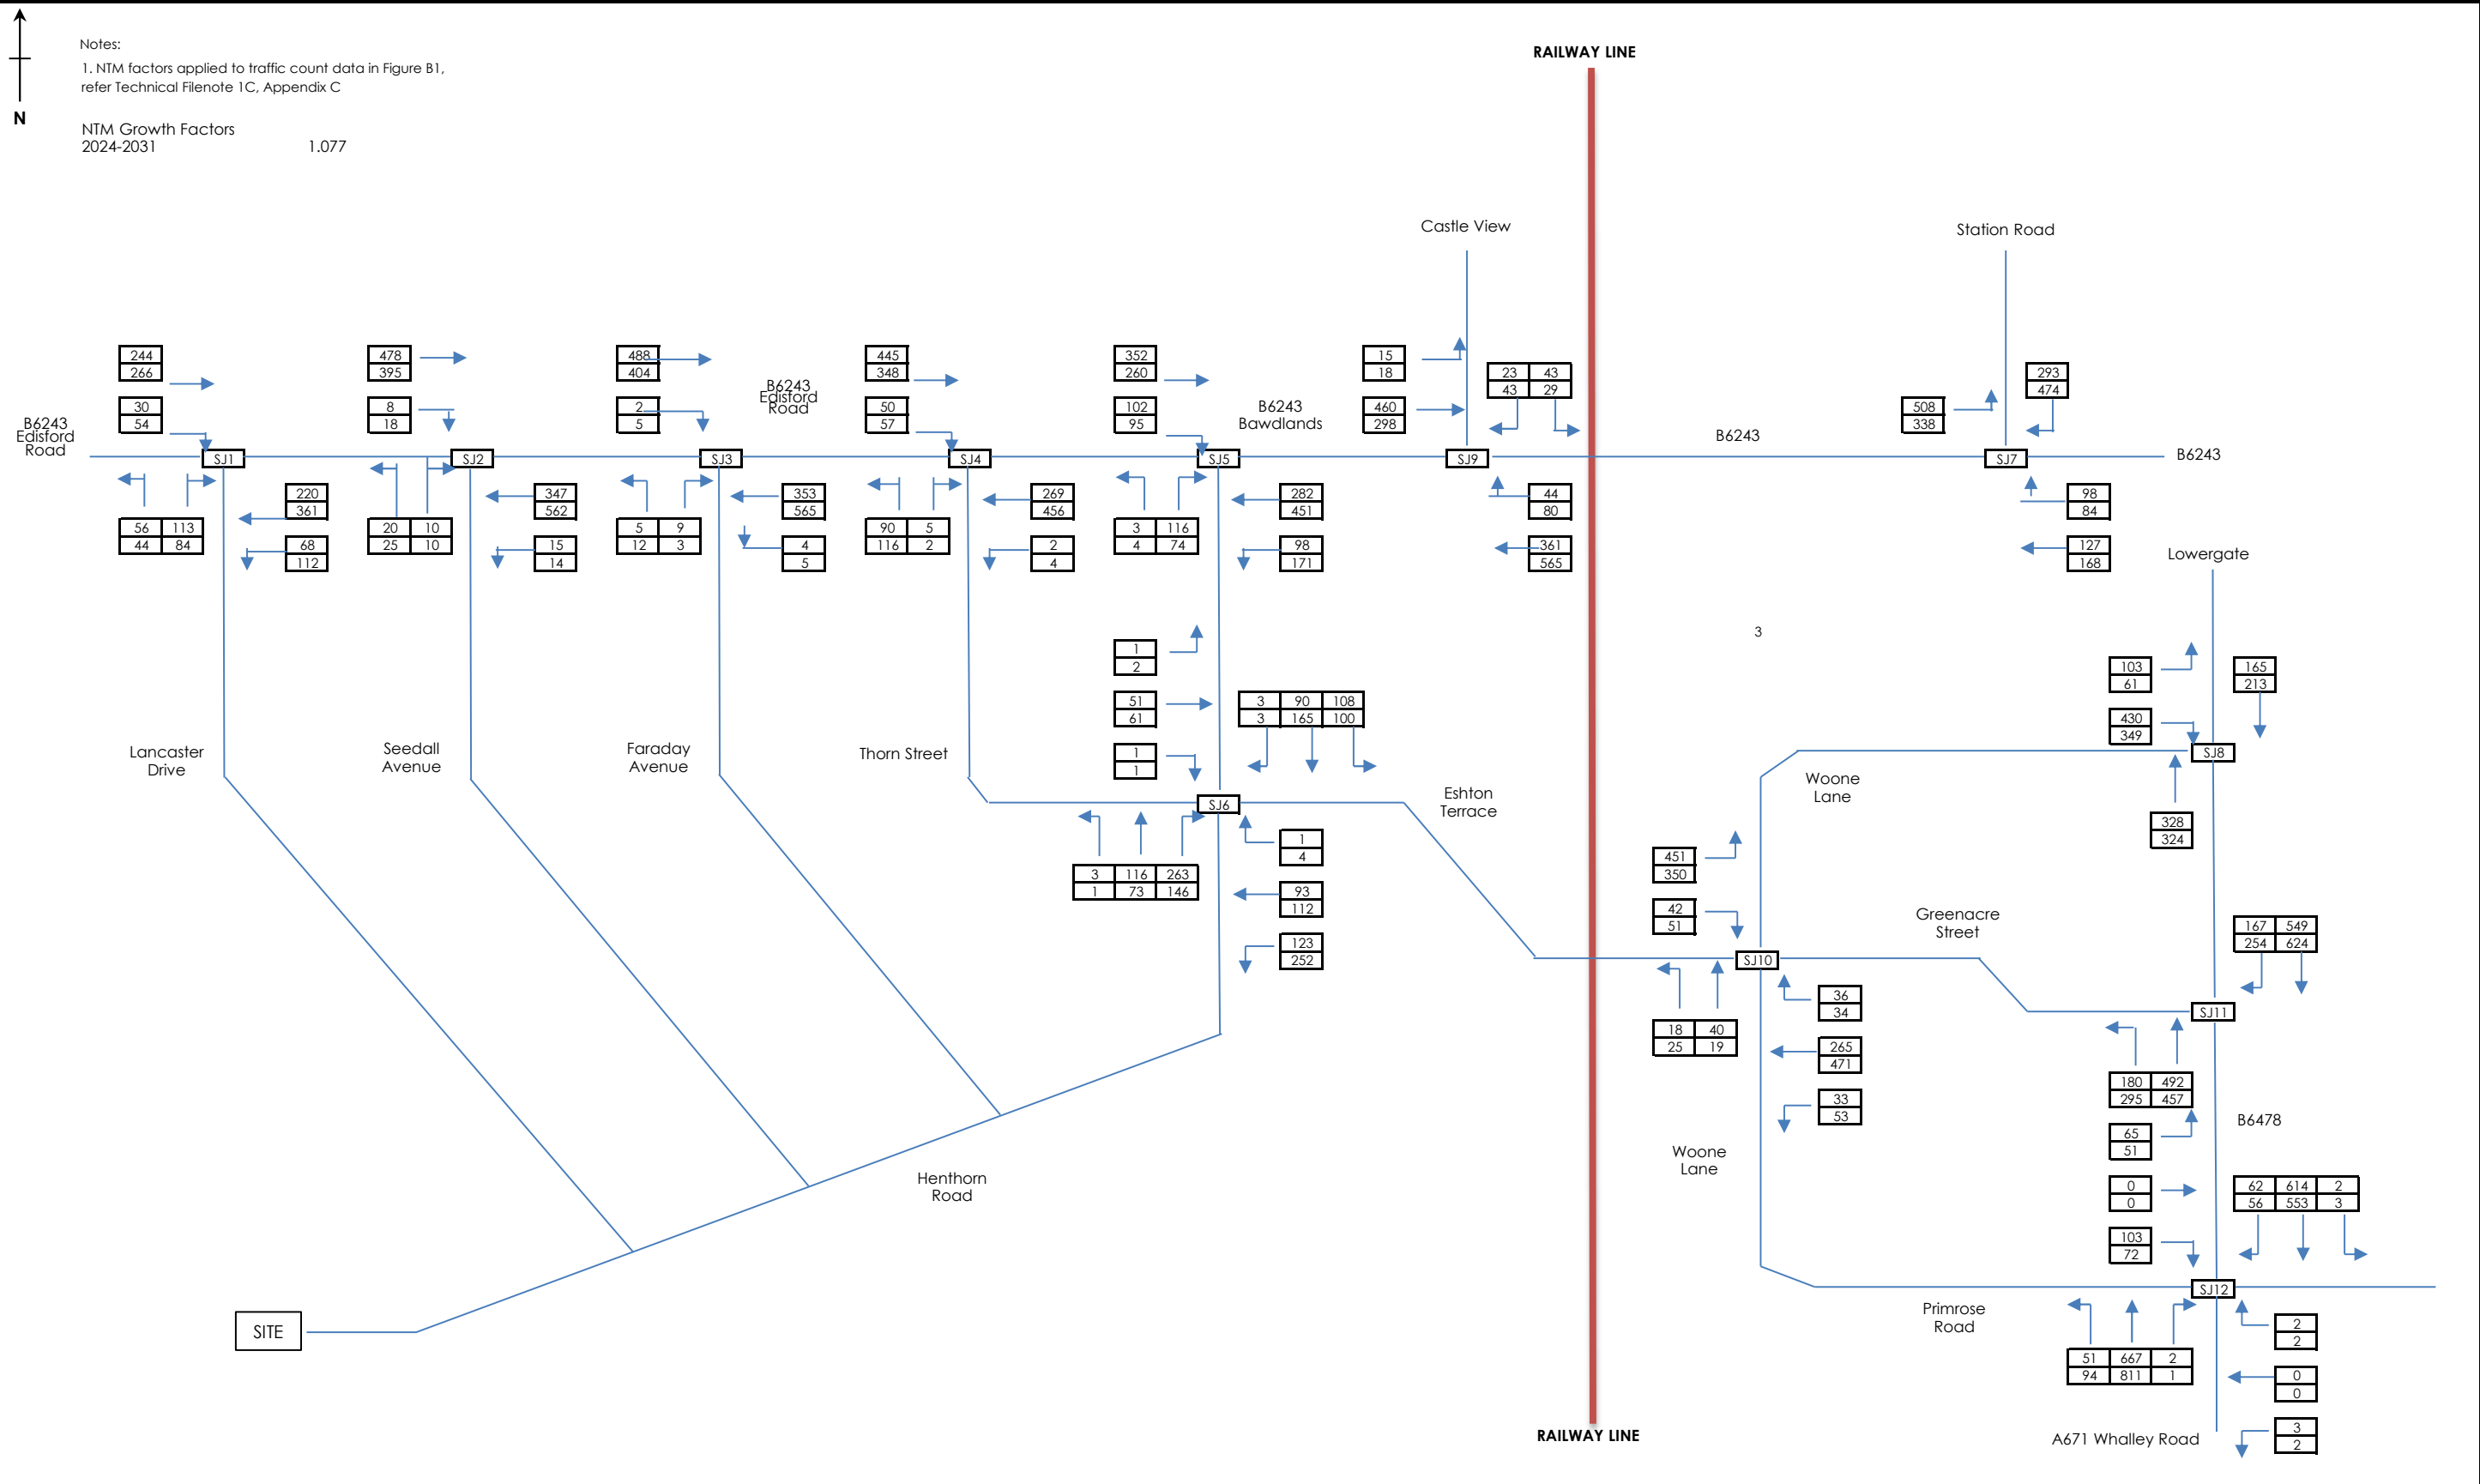 RAILWAY LINE
Notes:
1. NTM factors applied to traffic count data in Figure B1,
refer Technical Filenote 1C, Appendix C
N
NTM Growth Factors
2024-2031 1.077
Castle View
Station Road
244
266
30
54
B6243
Edisford
Road
SJ1
56 113
44 84
220
361
68
112
478
395
8
18
SJ2
20 10
25 10
347
562
15
14
488
404
2
5
B6243
Edisford
Road
SJ3
5 9
12 3
353
565
4
5
445
348
50
57
SJ4
90 5
116 2
269
456
2
4
352
260
102
95
B6243
Bawdlands
SJ5
3 116
4 74
282
451
98
171
15
18
460
298
23 43
43 29
SJ9
44
80
361
565
B6243
508
338
293
474
SJ7
B6243
98
84
127
168
Lowergate
3
1
2
51
61
1
1
3 90 108
3 165 100
SJ6
3 116 263
1 73 146
1
4
93
112
123
252
Lancaster
Drive
Seedall
Avenue
Faraday
Avenue
Thorn Street
Eshton
Terrace
103
61
165
213
430
349
SJ8
328
324
Woone
Lane
451
350
42
51
SJ10
18 40
25 19
36
34
265
471
33
53
Greenacre
Street
167 549
254 624
SJ11
180 492
295 457
B6478
65
51
0
0
103
72
62 614 2
56 553 3
Woone
Lane
Henthorn
Road
SITE
Primrose
Road
SJ12
51 667 2
94 811 1
2
2
0
0
3
2
A671 Whalley Road
RAILWAY LINE